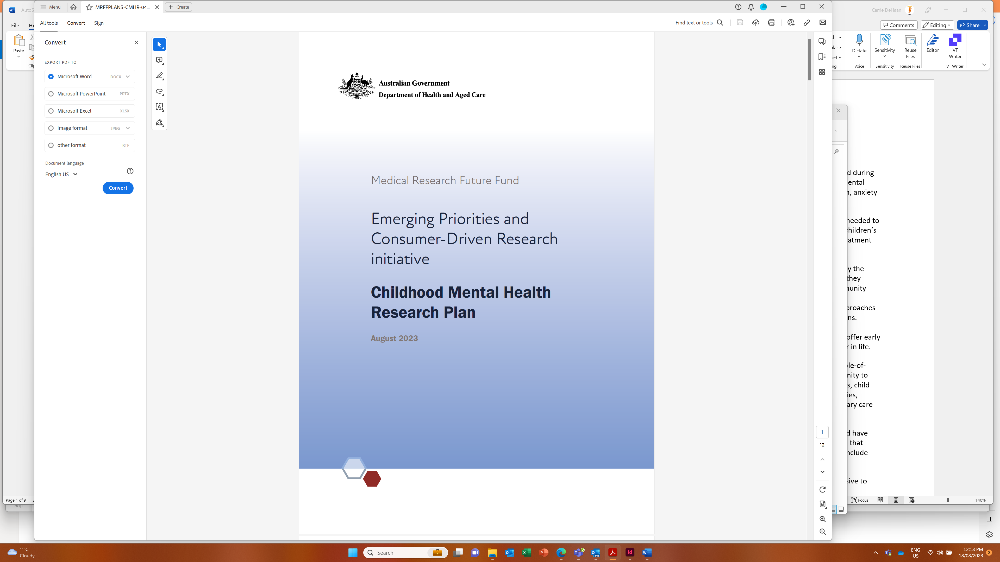 Menu
MRFFPLANS-CMHR-04...
Create
All tools
Convert
Sign
Find text or tools
Convert
EXPORT PDF TO
Microsoft Word DOCX
Microsoft PowerPoint PPTX
Microsoft Excel XLSX
image format JPEG
other format RTF
Document language
English US
Convert
Australian Government
Department of Health and Aged Care
Medical Research Future Fund
Emerging Priorities and
Consumer-Driven Research
initiative
Childhood Mental Health
Research Plan
August 2023
1
12
AutoS
File
Ho
Paste
Clip
Page 1 of 9
Help
Carrie DeHaan
Comments
Editing
Share
Dictate
Sensitivity
Reuse
Files
Editor
VT
Writer
Voice
Sensitivity
Reuse Files
VT Writer
d during
ental
n, anxiety
needed to
children's
atment
y the
they
nunity
proaches
ns.
offer early
r in life.
ole-of-
nity to
s, child
ies,
ary care
d have
that
nclude
sive to
Focus
140%
11°C
Cloudy
Search
ENG
US
12:18 PM
18/08/2023
2